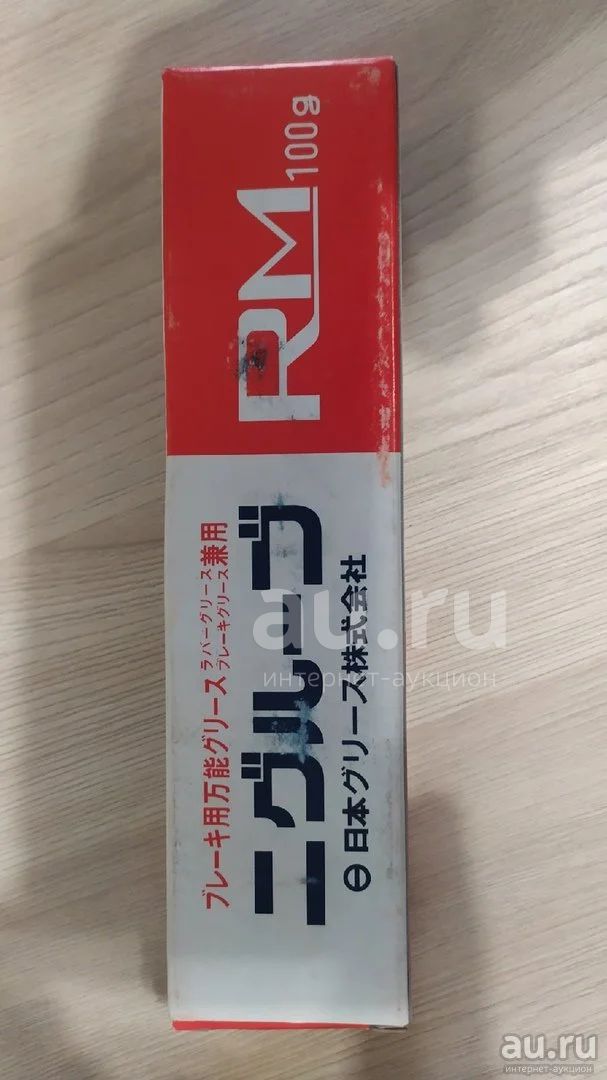 ブレーキ用万能グリース ラバーグリース ブレーキグリース 兼用
ニグルーブ
日本グリース株式会社
RM 100g
au.ru
интернет-аукцион
au.ru
интернет-аукцион